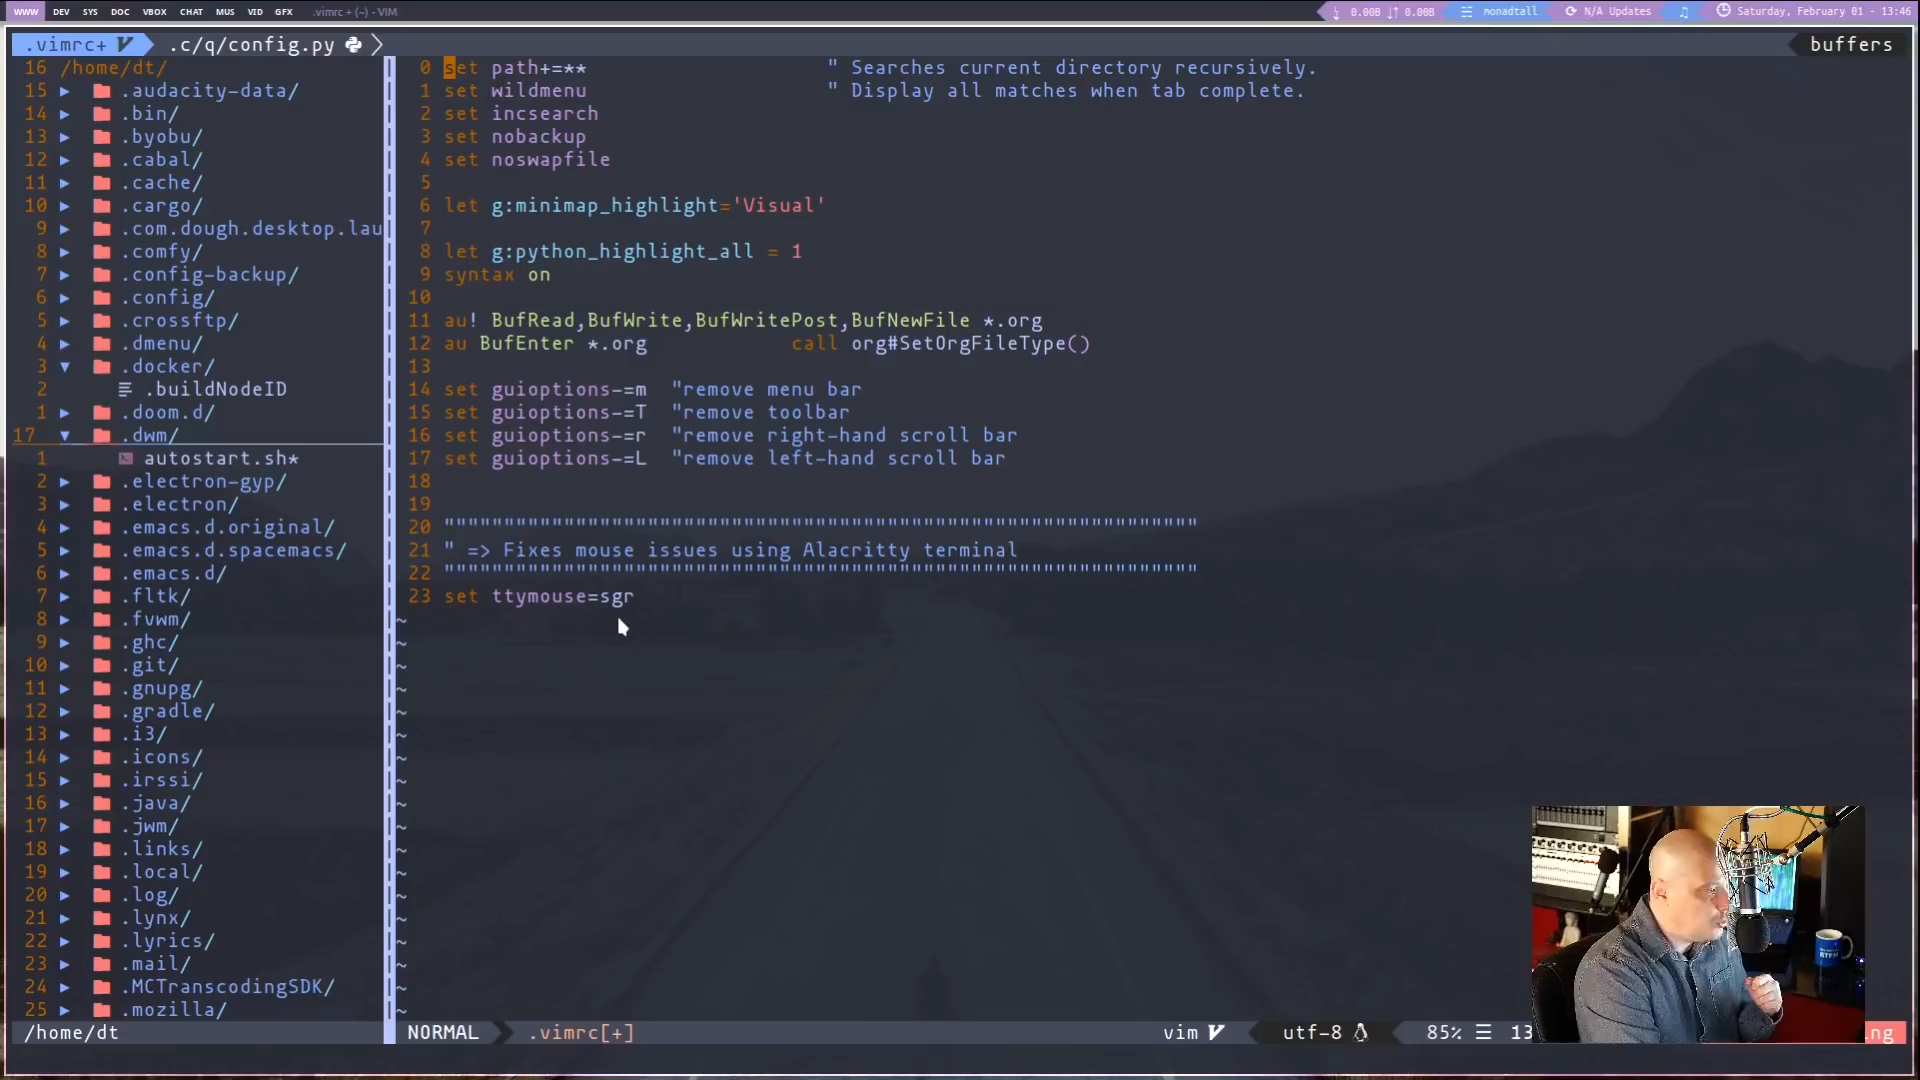 WWW DEV SYS DOC VBOX CHAT MUS VID GFX .vimrc + (~) - VIM 0.00B ↓↑ 0.00B monadtall N/A Updates Saturday, February 01 - 13:46
.vimrc+ .c/q/config.py buffers
16 /home/dt/
15 ▶ .audacity-data/
14 ▶ .bin/
13 ▶ .byobu/
12 ▶ .cabal/
11 ▶ .cache/
10 ▶ .cargo/
9 ▶ .com.dough.desktop.lau
8 ▶ .comfy/
7 ▶ .config-backup/
6 ▶ .config/
5 ▶ .crossftp/
4 ▶ .dmenu/
3 ▼ .docker/
2 .buildNodeID
1 ▶ .doom.d/
17 ▼ .dwm/
1 autostart.sh*
2 ▶ .electron-gyp/
3 ▶ .electron/
4 ▶ .emacs.d.original/
5 ▶ .emacs.d.spacemacs/
6 ▶ .emacs.d/
7 ▶ .fltk/
8 ▶ .fvwm/
9 ▶ .ghc/
10 ▶ .git/
11 ▶ .gnupg/
12 ▶ .gradle/
13 ▶ .i3/
14 ▶ .icons/
15 ▶ .irssi/
16 ▶ .java/
17 ▶ .jwm/
18 ▶ .links/
19 ▶ .local/
20 ▶ .log/
21 ▶ .lynx/
22 ▶ .lyrics/
23 ▶ .mail/
24 ▶ .MCTranscodingSDK/
25 ▶ .mozilla/
0 set path+=** " Searches current directory recursively.
1 set wildmenu " Display all matches when tab complete.
2 set incsearch
3 set nobackup
4 set noswapfile
5
6 let g:minimap_highlight='Visual'
7
8 let g:python_highlight_all = 1
9 syntax on
10
11 au! BufRead,BufWrite,BufWritePost,BufNewFile *.org
12 au BufEnter *.org call org#SetOrgFileType()
13
14 set guioptions-=m "remove menu bar
15 set guioptions-=T "remove toolbar
16 set guioptions-=r "remove right-hand scroll bar
17 set guioptions-=L "remove left-hand scroll bar
18
19
20 """""""""""""""""""""""""""""""""""""""""""""""""""""""""""""""
21 " => Fixes mouse issues using Alacritty terminal
22 """""""""""""""""""""""""""""""""""""""""""""""""""""""""""""""
23 set ttymouse=sgr
/home/dt NORMAL .vimrc[+] vim utf-8 85% ☰ 13 ng
RTFM